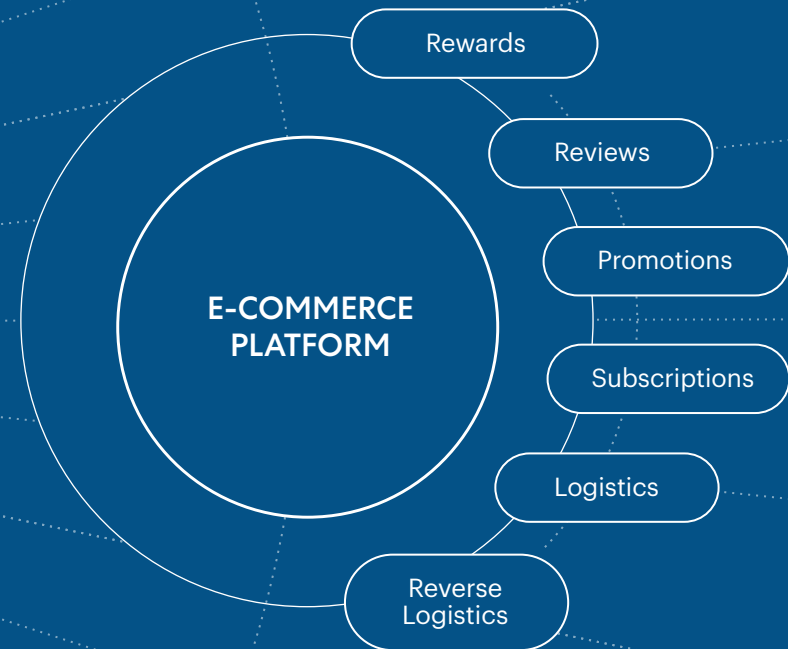 Rewards
Reviews
Promotions
E-COMMERCE
PLATFORM
Subscriptions
Logistics
Reverse
Logistics